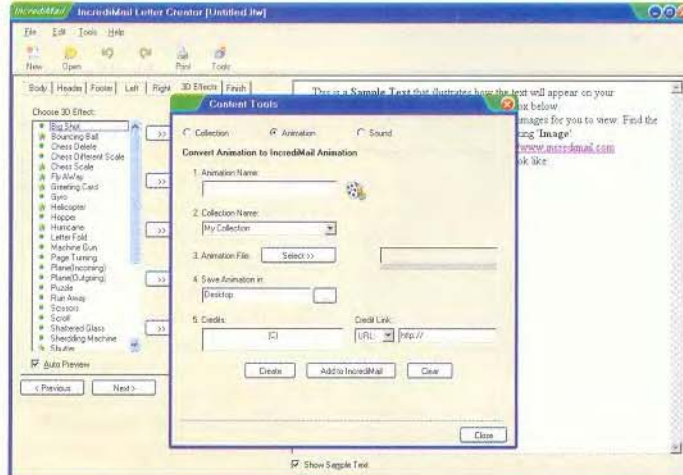 IncrediMail IncrediMail Letter Creator [Untitled.ltw]
File Edit Tools Help
New Open Print Tools
Body Header Footer Left Right 3D Effects Finish
Choose 3D Effect:
Big Shot
Bouncing Ball
Chess Delete
Chess Different Scale
Chess Scale
Fly AWay
Greeting Card
Gyro
Helicopter
Hopper
Hurricane
Letter Fold
Machine Gun
Page Turning
Plane(Incoming)
Plane(Outgoing)
Puzzle
Run Away
Scissors
Scroll
Shattered Glass
Shredding Machine
Shutter
>>
>>
>>
>>
>>
Auto Preview
< Previous Next >
This is a Sample Text that illustrates how the text will appear on your
ox below.
images for you to view. Find the
ting 'Image'
www.incredimail.com
ok like
Show Sample Text
Content Tools
Collection Animation Sound
Convert Animation to IncrediMail Animation
1. Animation Name:
2. Collection Name:
My Collection
3. Animation File: Select >>
4. Save Animation in:
Desktop ...
5. Credits: Credit Link:
(C) URL: http://
Create Add to IncrediMail Clear
Close